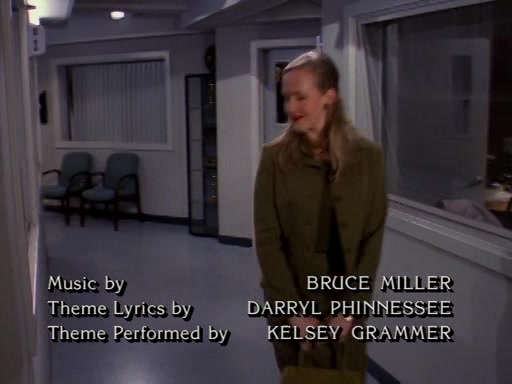 Music by BRUCE MILLER
Theme Lyrics by DARRYL PHINNESSEE
Theme Performed by KELSEY GRAMMER